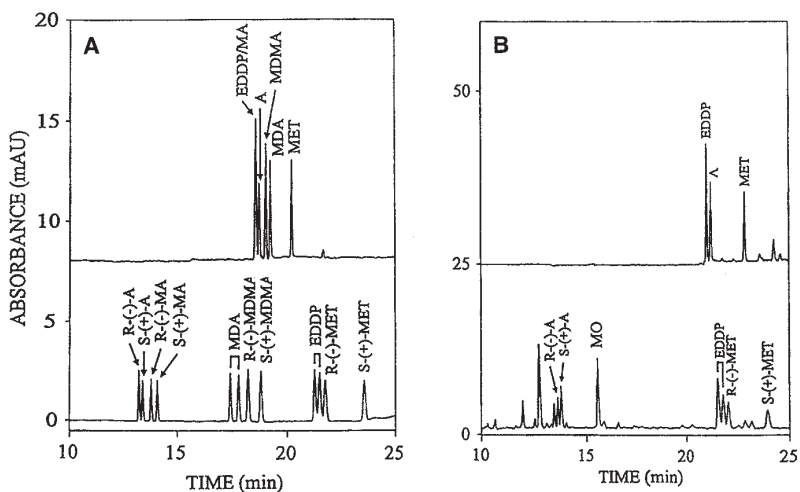 A
B
ABSORBANCE (mAU)
20
15
10
5
0
EDDP/MA
A
MDMA
MDA
MET
R-(-)-A
S-(+)-A
R-(-)-MA
S-(+)-MA
MDA
R-(-)-MDMA
S-(+)-MDMA
EDDP
R-(-)-MET
S-(+)-MET
10
15
20
25
TIME (min)
50
25
0
EDDP
A
MET
R-(-)-A
S-(+)-A
MO
EDDP
R-(-)-MET
S-(+)-MET
10
15
20
25
TIME (min)